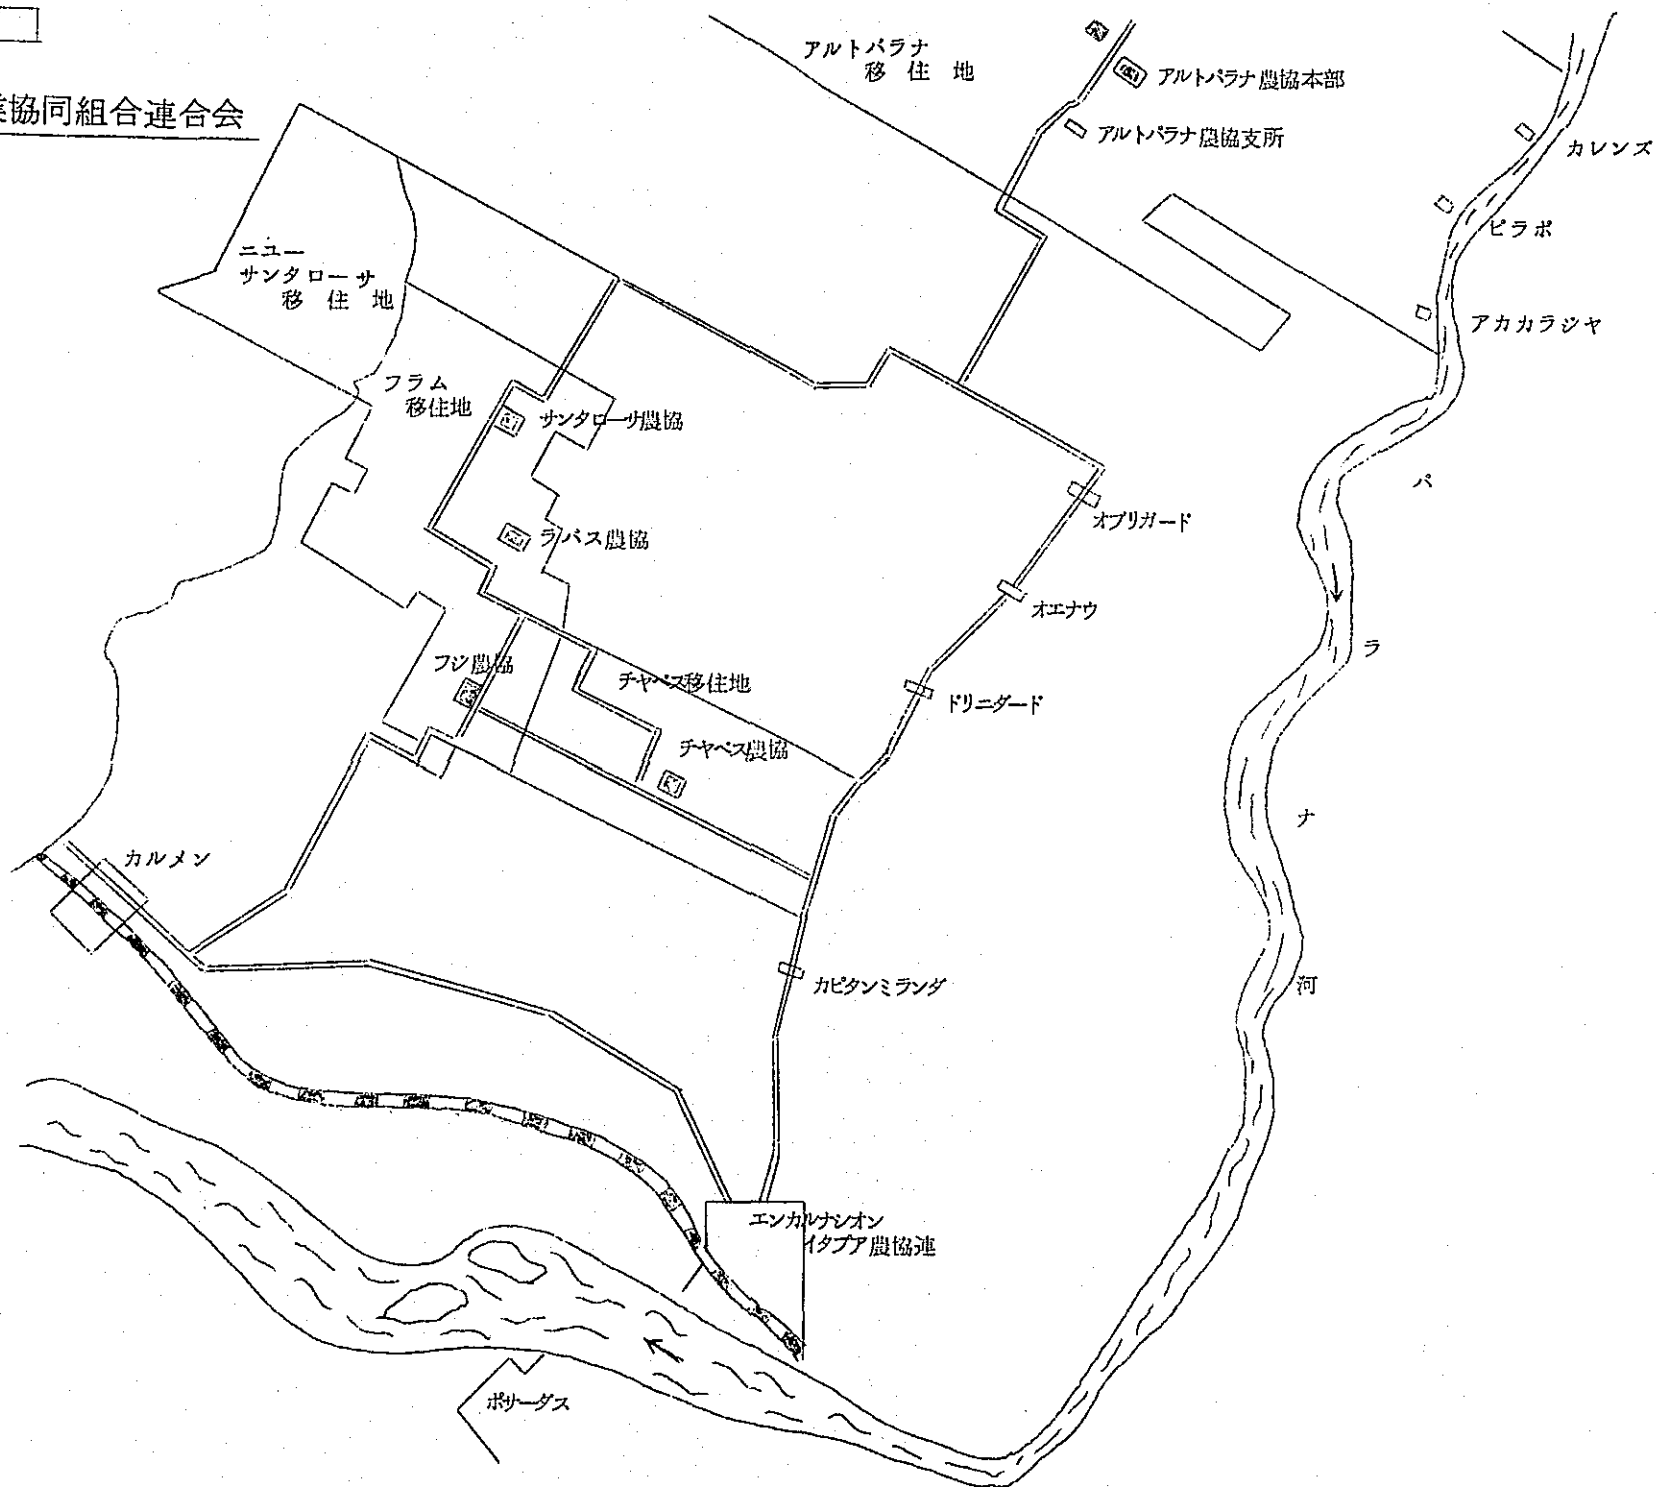 業協同組合連合会
アルトパラナ
移住地
アルトパラナ農協本部
アルトパラナ農協支所
カレンズ
ピラポ
アカカラシヤ
ニユー
サンタローサ
移住地
フラム
移住地
サンタローサ農協
ラパス農協
オブリガード
オエナウ
フジ農協
チヤベス移住地
ドリニダード
チヤベス農協
カルメン
カピタンミランダ
パラナ河
エンカルナシオン
イタプア農協連
ポサーダス